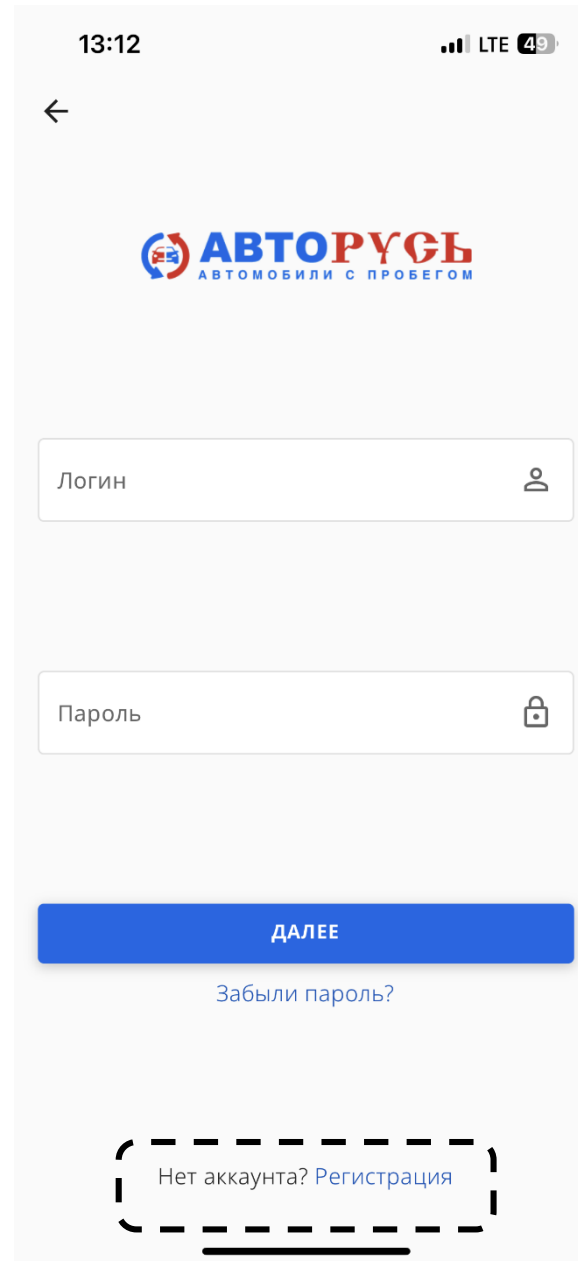 13:12 LTE 49
АВТОРУСЬ
АВТОМОБИЛИ С ПРОБЕГОМ
Логин
Пароль
ДАЛЕЕ
Забыли пароль?
Нет аккаунта? Регистрация